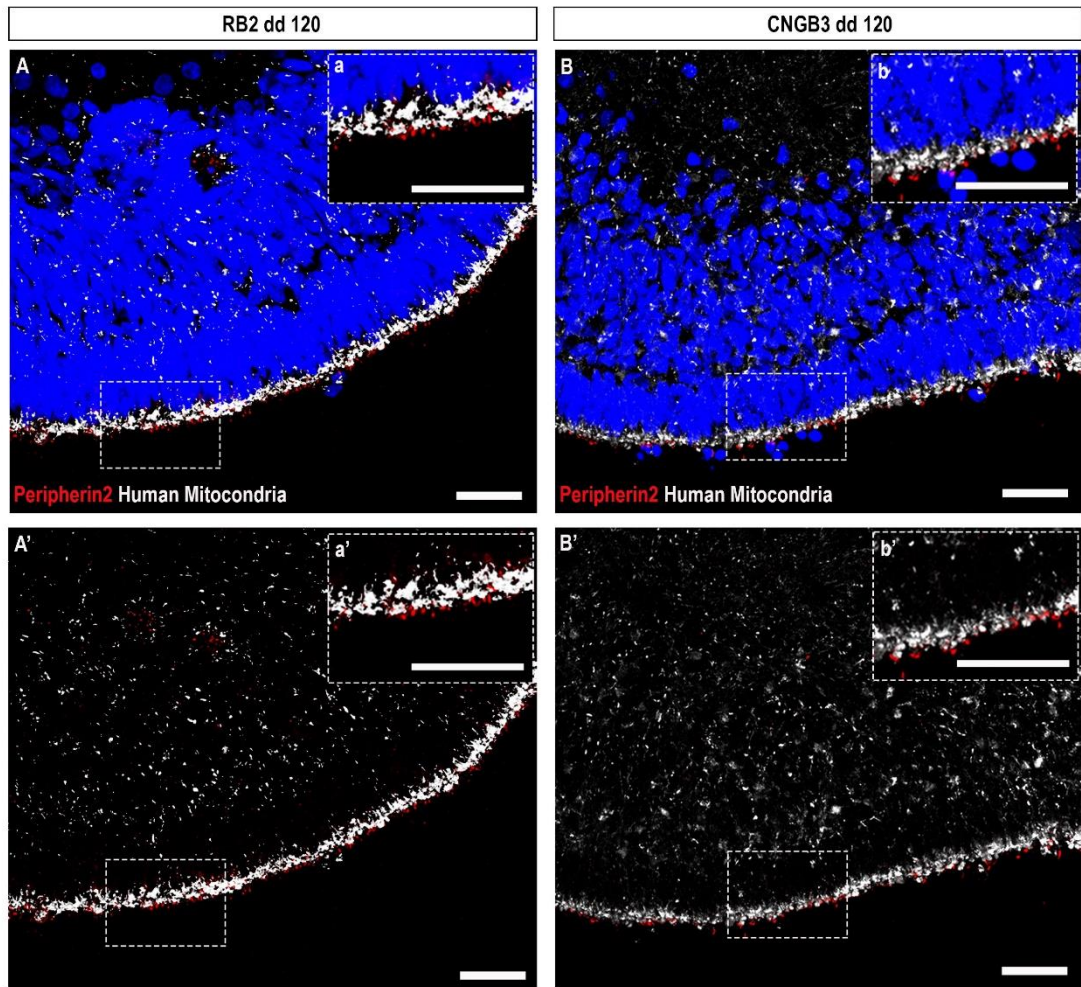 RB2 dd 120
CNGB3 dd 120
A
a
B
b
Peripherin2 Human Mitocondria
Peripherin2 Human Mitocondria
A'
a'
B'
b'